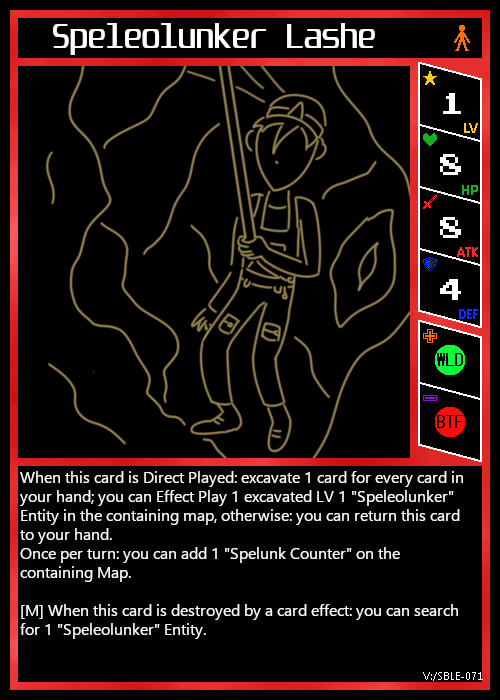 Speleolunker Lashe
1
LV
8
HP
8
ATK
4
DEF
WLD
BTF
When this card is Direct Played: excavate 1 card for every card in
your hand; you can Effect Play 1 excavated LV 1 "Speleolunker"
Entity in the containing map, otherwise: you can return this card
to your hand.
Once per turn: you can add 1 "Spelunk Counter" on the
containing Map.
[M] When this card is destroyed by a card effect: you can search
for 1 "Speleolunker" Entity.
V:/SBLE-071